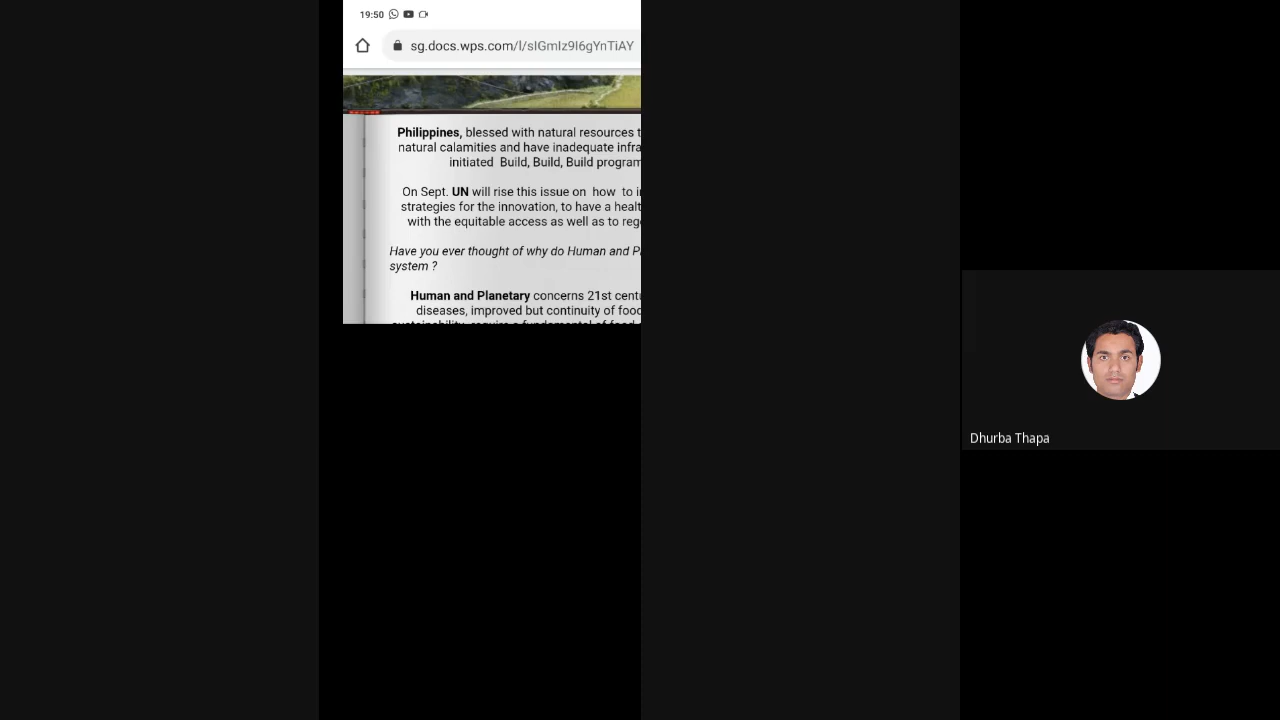 19:50
sg.docs.wps.com/l/sIGmIz9I6gYnTiAY
Philippines, blessed with natural resources t
natural calamities and have inadequate infra
initiated Build, Build, Build program
On Sept. UN will rise this issue on how to i
strategies for the innovation, to have a healt
with the equitable access as well as to reg
Have you ever thought of why do Human and P
system ?
Human and Planetary concerns 21st centu
diseases, improved but continuity of food
Dhurba Thapa